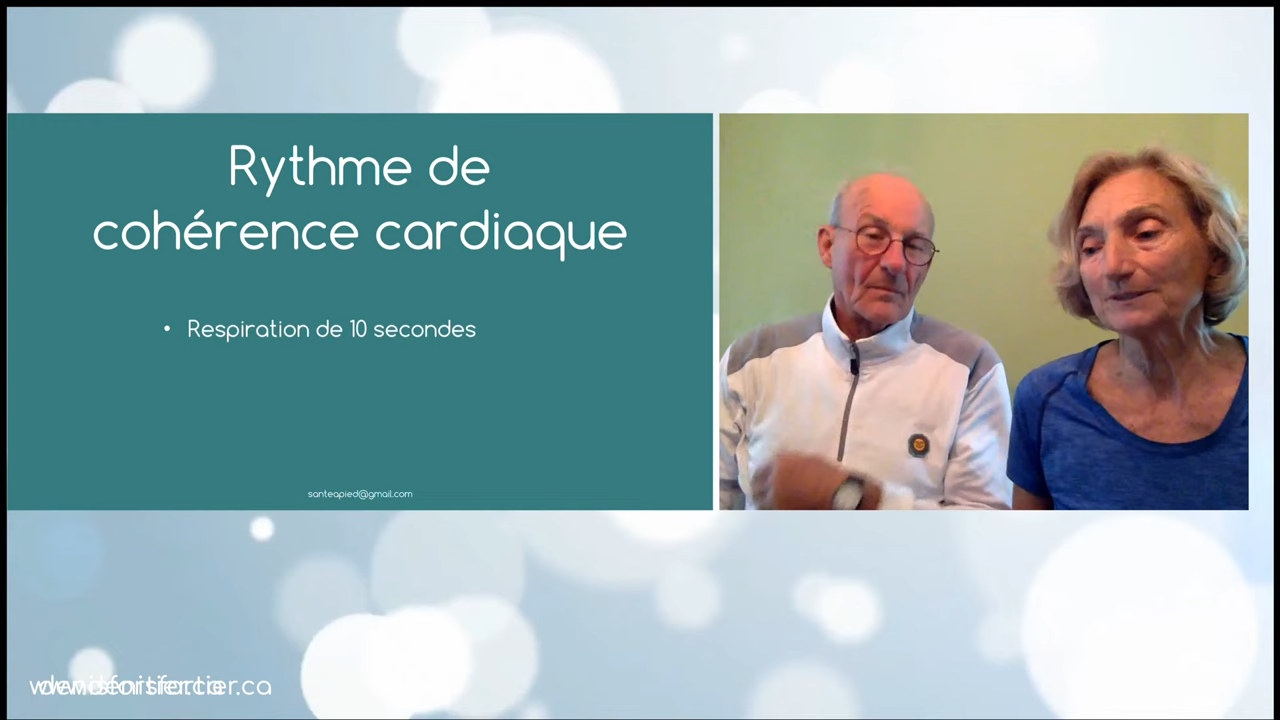 Rythme de
cohérence cardiaque
• Respiration de 10 secondes
santeapied@gmail.com